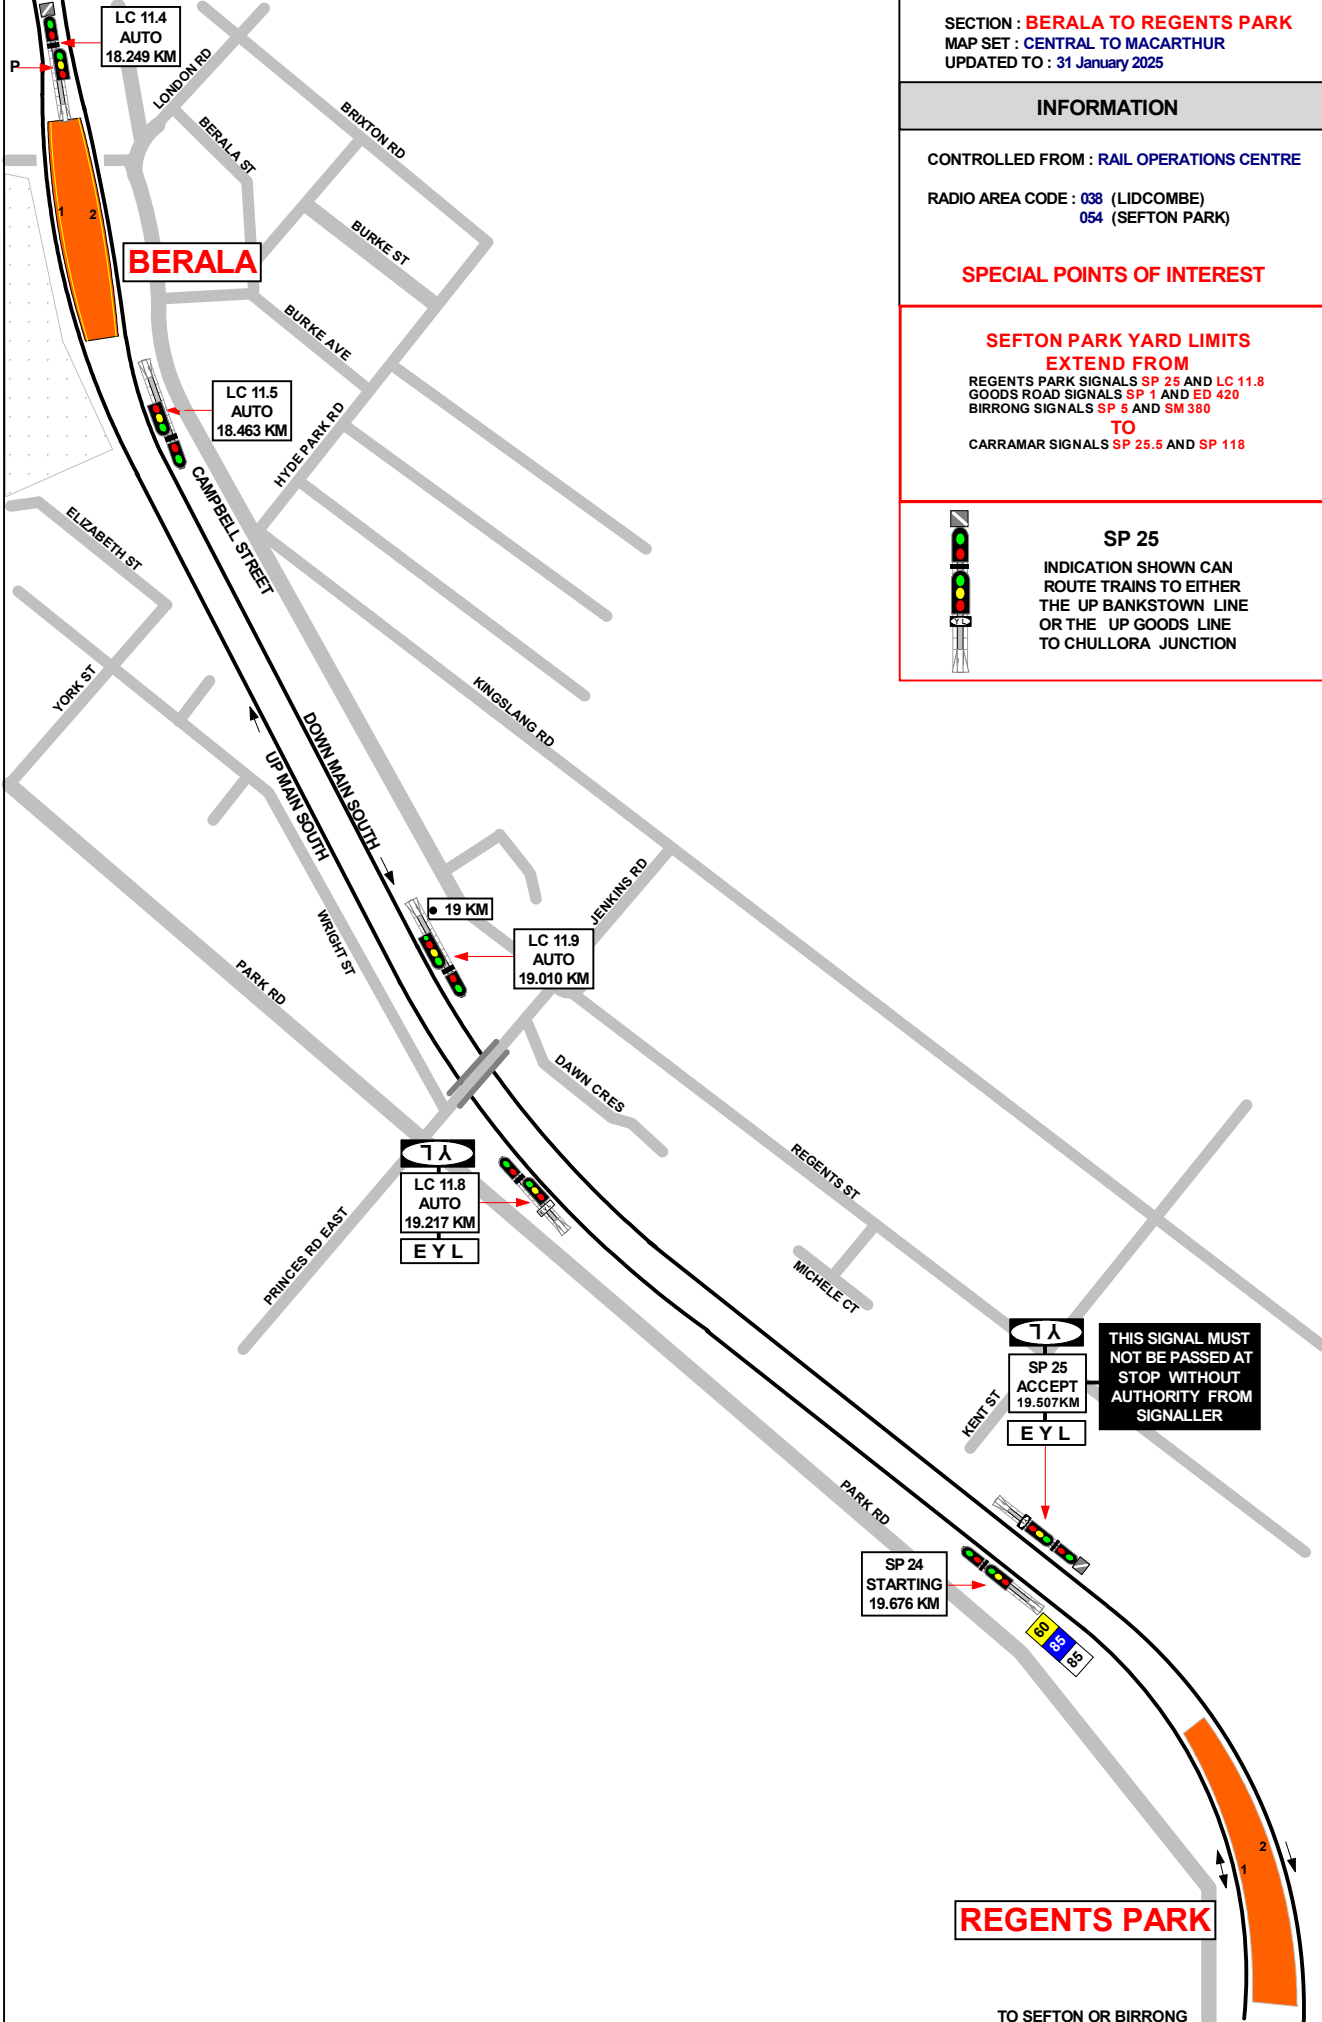 LC 11.4
AUTO
18.249 KM
P
LONDON RD
BERALA ST
BRIXTON RD
BURKE ST
1
2
BERALA
BURKE AVE
LC 11.5
AUTO
18.463 KM
HYDE PARK RD
CAMPBELL STREET
ELIZABETH ST
YORK ST
KINGSLANG RD
DOWN MAIN SOUTH
UP MAIN SOUTH
WRIGHT ST
PARK RD
19 KM
JENKINS RD
LC 11.9
AUTO
19.010 KM
DAWN CRES
YL
LC 11.8
AUTO
19.217 KM
E Y L
PRINCES RD EAST
REGENTS ST
MICHELE CT
YL
SP 25
ACCEPT
19.507KM
E Y L
THIS SIGNAL MUST
NOT BE PASSED AT
STOP WITHOUT
AUTHORITY FROM
SIGNALLER
KENT ST
PARK RD
SP 24
STARTING
19.676 KM
60
85
85
1
2
REGENTS PARK
TO SEFTON OR BIRRONG
SECTION : BERALA TO REGENTS PARK
MAP SET : CENTRAL TO MACARTHUR
UPDATED TO : 31 January 2025
INFORMATION
CONTROLLED FROM : RAIL OPERATIONS CENTRE
RADIO AREA CODE : 038 (LIDCOMBE)
054 (SEFTON PARK)
SPECIAL POINTS OF INTEREST
SEFTON PARK YARD LIMITS
EXTEND FROM
REGENTS PARK SIGNALS SP 25 AND LC 11.8
GOODS ROAD SIGNALS SP 1 AND ED 420
BIRRONG SIGNALS SP 5 AND SM 380
TO
CARRAMAR SIGNALS SP 25.5 AND SP 118
SP 25
INDICATION SHOWN CAN
ROUTE TRAINS TO EITHER
THE UP BANKSTOWN LINE
OR THE UP GOODS LINE
TO CHULLORA JUNCTION
Y L